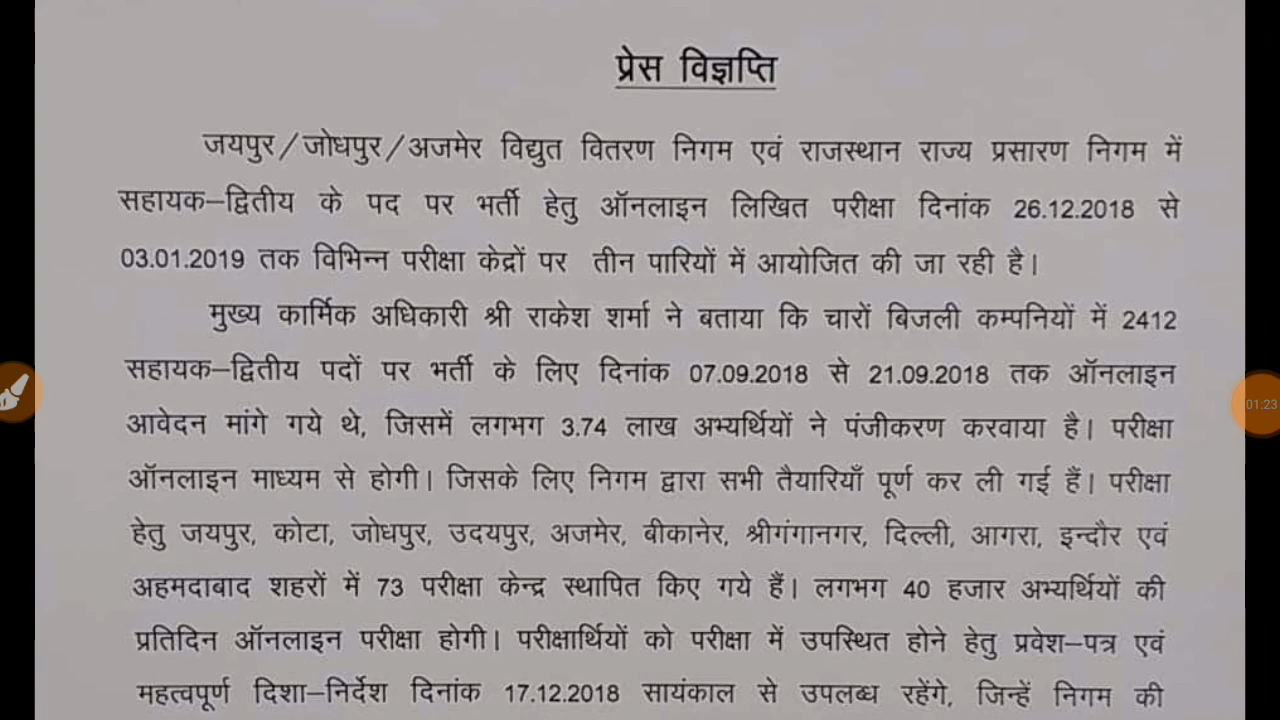 प्रेस विज्ञप्ति
जयपुर/जोधपुर/अजमेर विद्युत वितरण निगम एवं राजस्थान राज्य प्रसारण निगम में
सहायक–द्वितीय के पद पर भर्ती हेतु ऑनलाइन लिखित परीक्षा दिनांक 26.12.2018 से
03.01.2019 तक विभिन्न परीक्षा केद्रों पर तीन पारियों में आयोजित की जा रही है।
मुख्य कार्मिक अधिकारी श्री राकेश शर्मा ने बताया कि चारों बिजली कम्पनियों में 2412
सहायक–द्वितीय पदों पर भर्ती के लिए दिनांक 07.09.2018 से 21.09.2018 तक ऑनलाइन
आवेदन मांगे गये थे, जिसमें लगभग 3.74 लाख अभ्यर्थियों ने पंजीकरण करवाया है। परीक्षा
ऑनलाइन माध्यम से होगी। जिसके लिए निगम द्वारा सभी तैयारियाँ पूर्ण कर ली गई हैं। परीक्षा
हेतु जयपुर, कोटा, जोधपुर, उदयपुर, अजमेर, बीकानेर, श्रीगंगानगर, दिल्ली, आगरा, इन्दौर एवं
अहमदाबाद शहरों में 73 परीक्षा केन्द्र स्थापित किए गये हैं। लगभग 40 हजार अभ्यर्थियों की
प्रतिदिन ऑनलाइन परीक्षा होगी। परीक्षार्थियों को परीक्षा में उपस्थित होने हेतु प्रवेश–पत्र एवं
महत्वपूर्ण दिशा–निर्देश दिनांक 17.12.2018 सायंकाल से उपलब्ध रहेंगे, जिन्हें निगम की
01:23